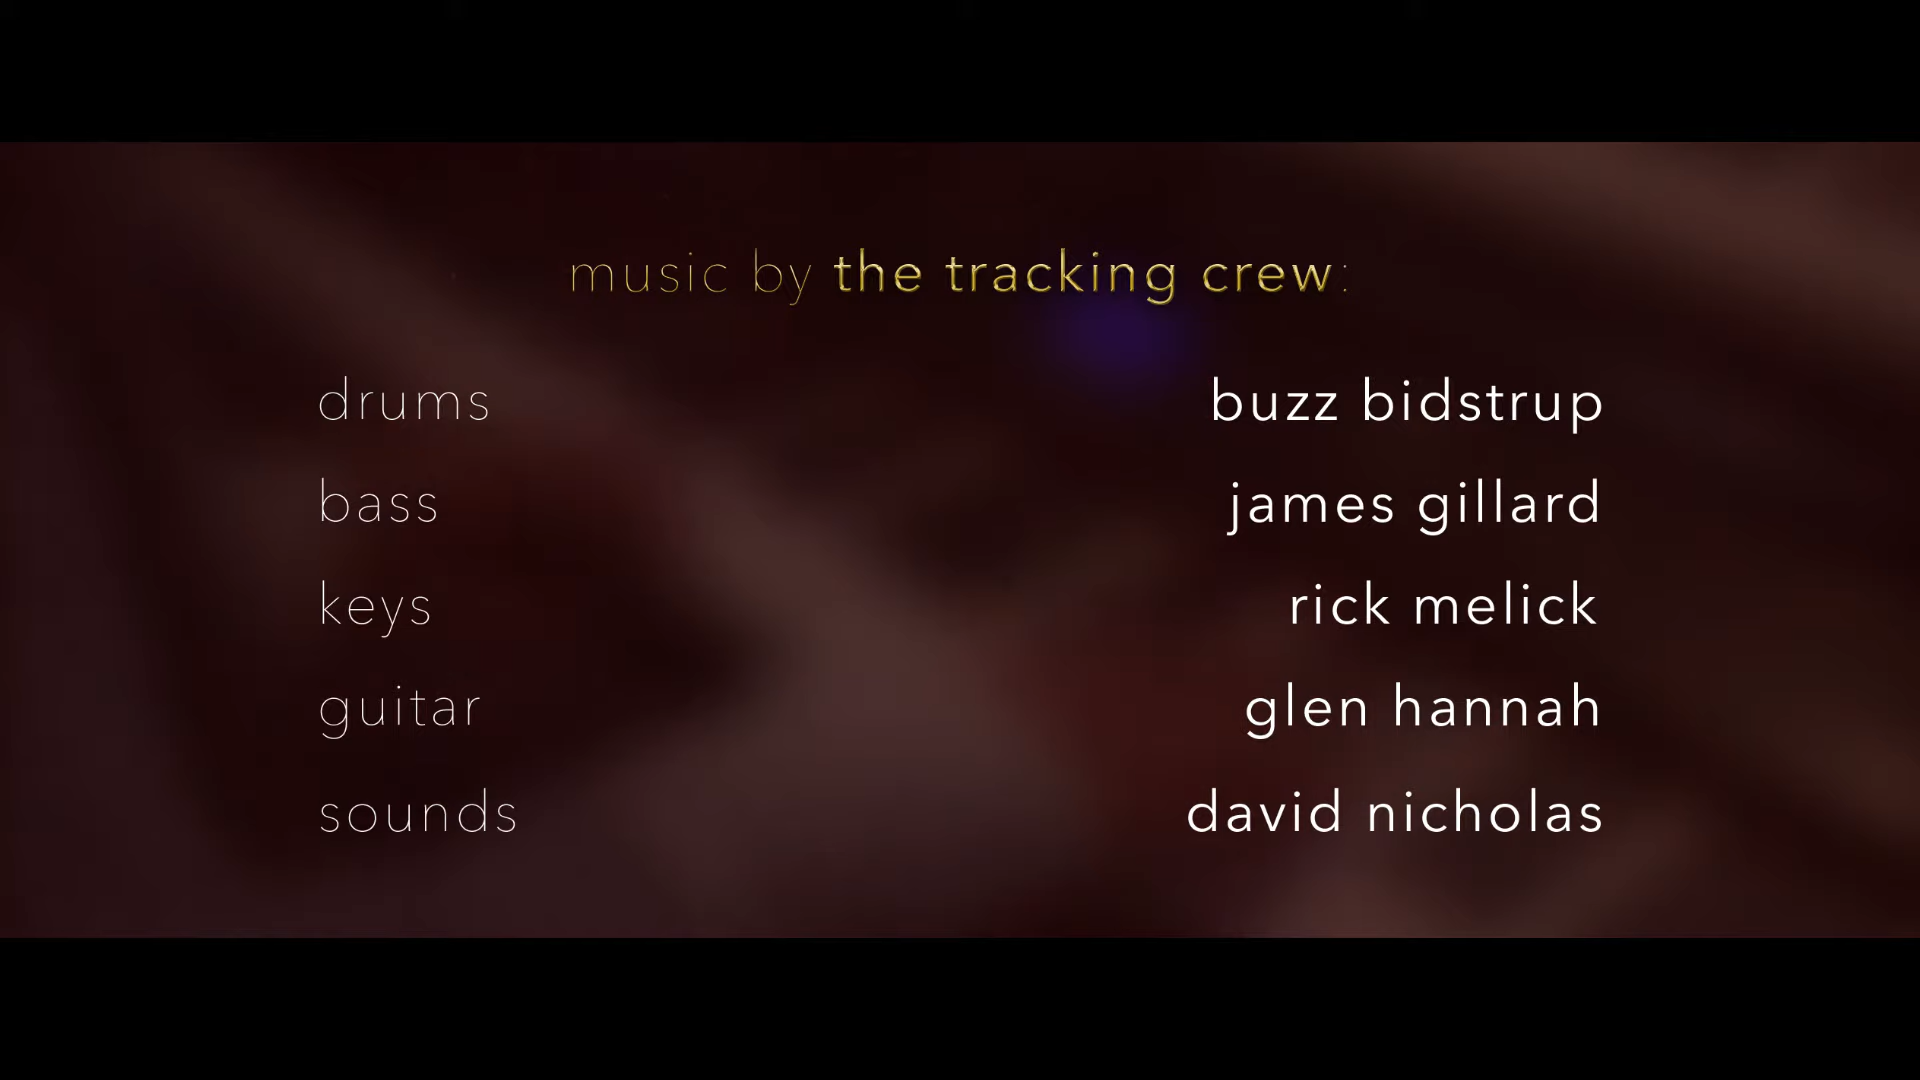 music by the tracking crew:
drums buzz bidstrup
bass james gillard
keys rick melick
guitar glen hannah
sounds david nicholas